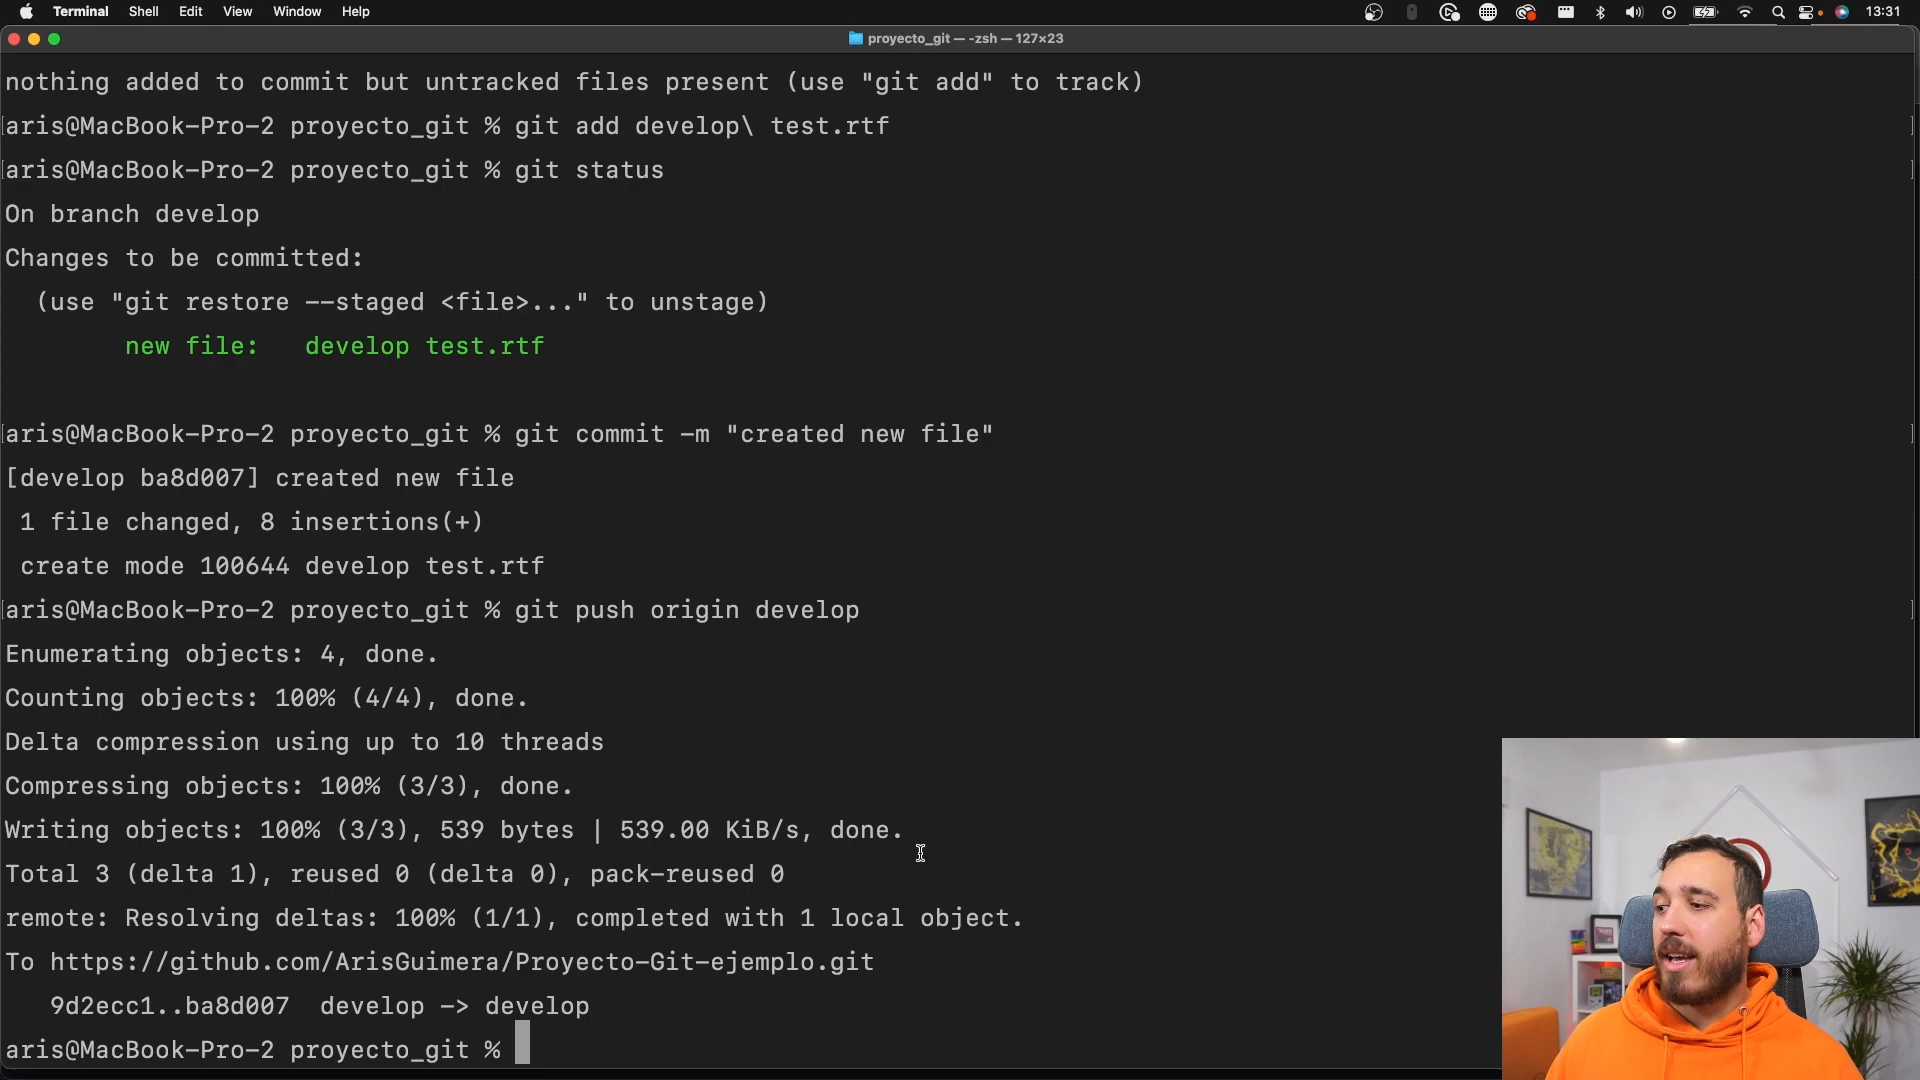 Terminal Shell Edit View Window Help 13:31
proyecto_git — -zsh — 127×23
nothing added to commit but untracked files present (use "git add" to track)
aris@MacBook-Pro-2 proyecto_git % git add develop\ test.rtf
aris@MacBook-Pro-2 proyecto_git % git status
On branch develop
Changes to be committed:
  (use "git restore --staged <file>..." to unstage)
        new file:   develop test.rtf
aris@MacBook-Pro-2 proyecto_git % git commit -m "created new file"
[develop ba8d007] created new file
 1 file changed, 8 insertions(+)
 create mode 100644 develop test.rtf
aris@MacBook-Pro-2 proyecto_git % git push origin develop
Enumerating objects: 4, done.
Counting objects: 100% (4/4), done.
Delta compression using up to 10 threads
Compressing objects: 100% (3/3), done.
Writing objects: 100% (3/3), 539 bytes | 539.00 KiB/s, done.
Total 3 (delta 1), reused 0 (delta 0), pack-reused 0
remote: Resolving deltas: 100% (1/1), completed with 1 local object.
To https://github.com/ArisGuimera/Proyecto-Git-ejemplo.git
   9d2ecc1..ba8d007  develop -> develop
aris@MacBook-Pro-2 proyecto_git %